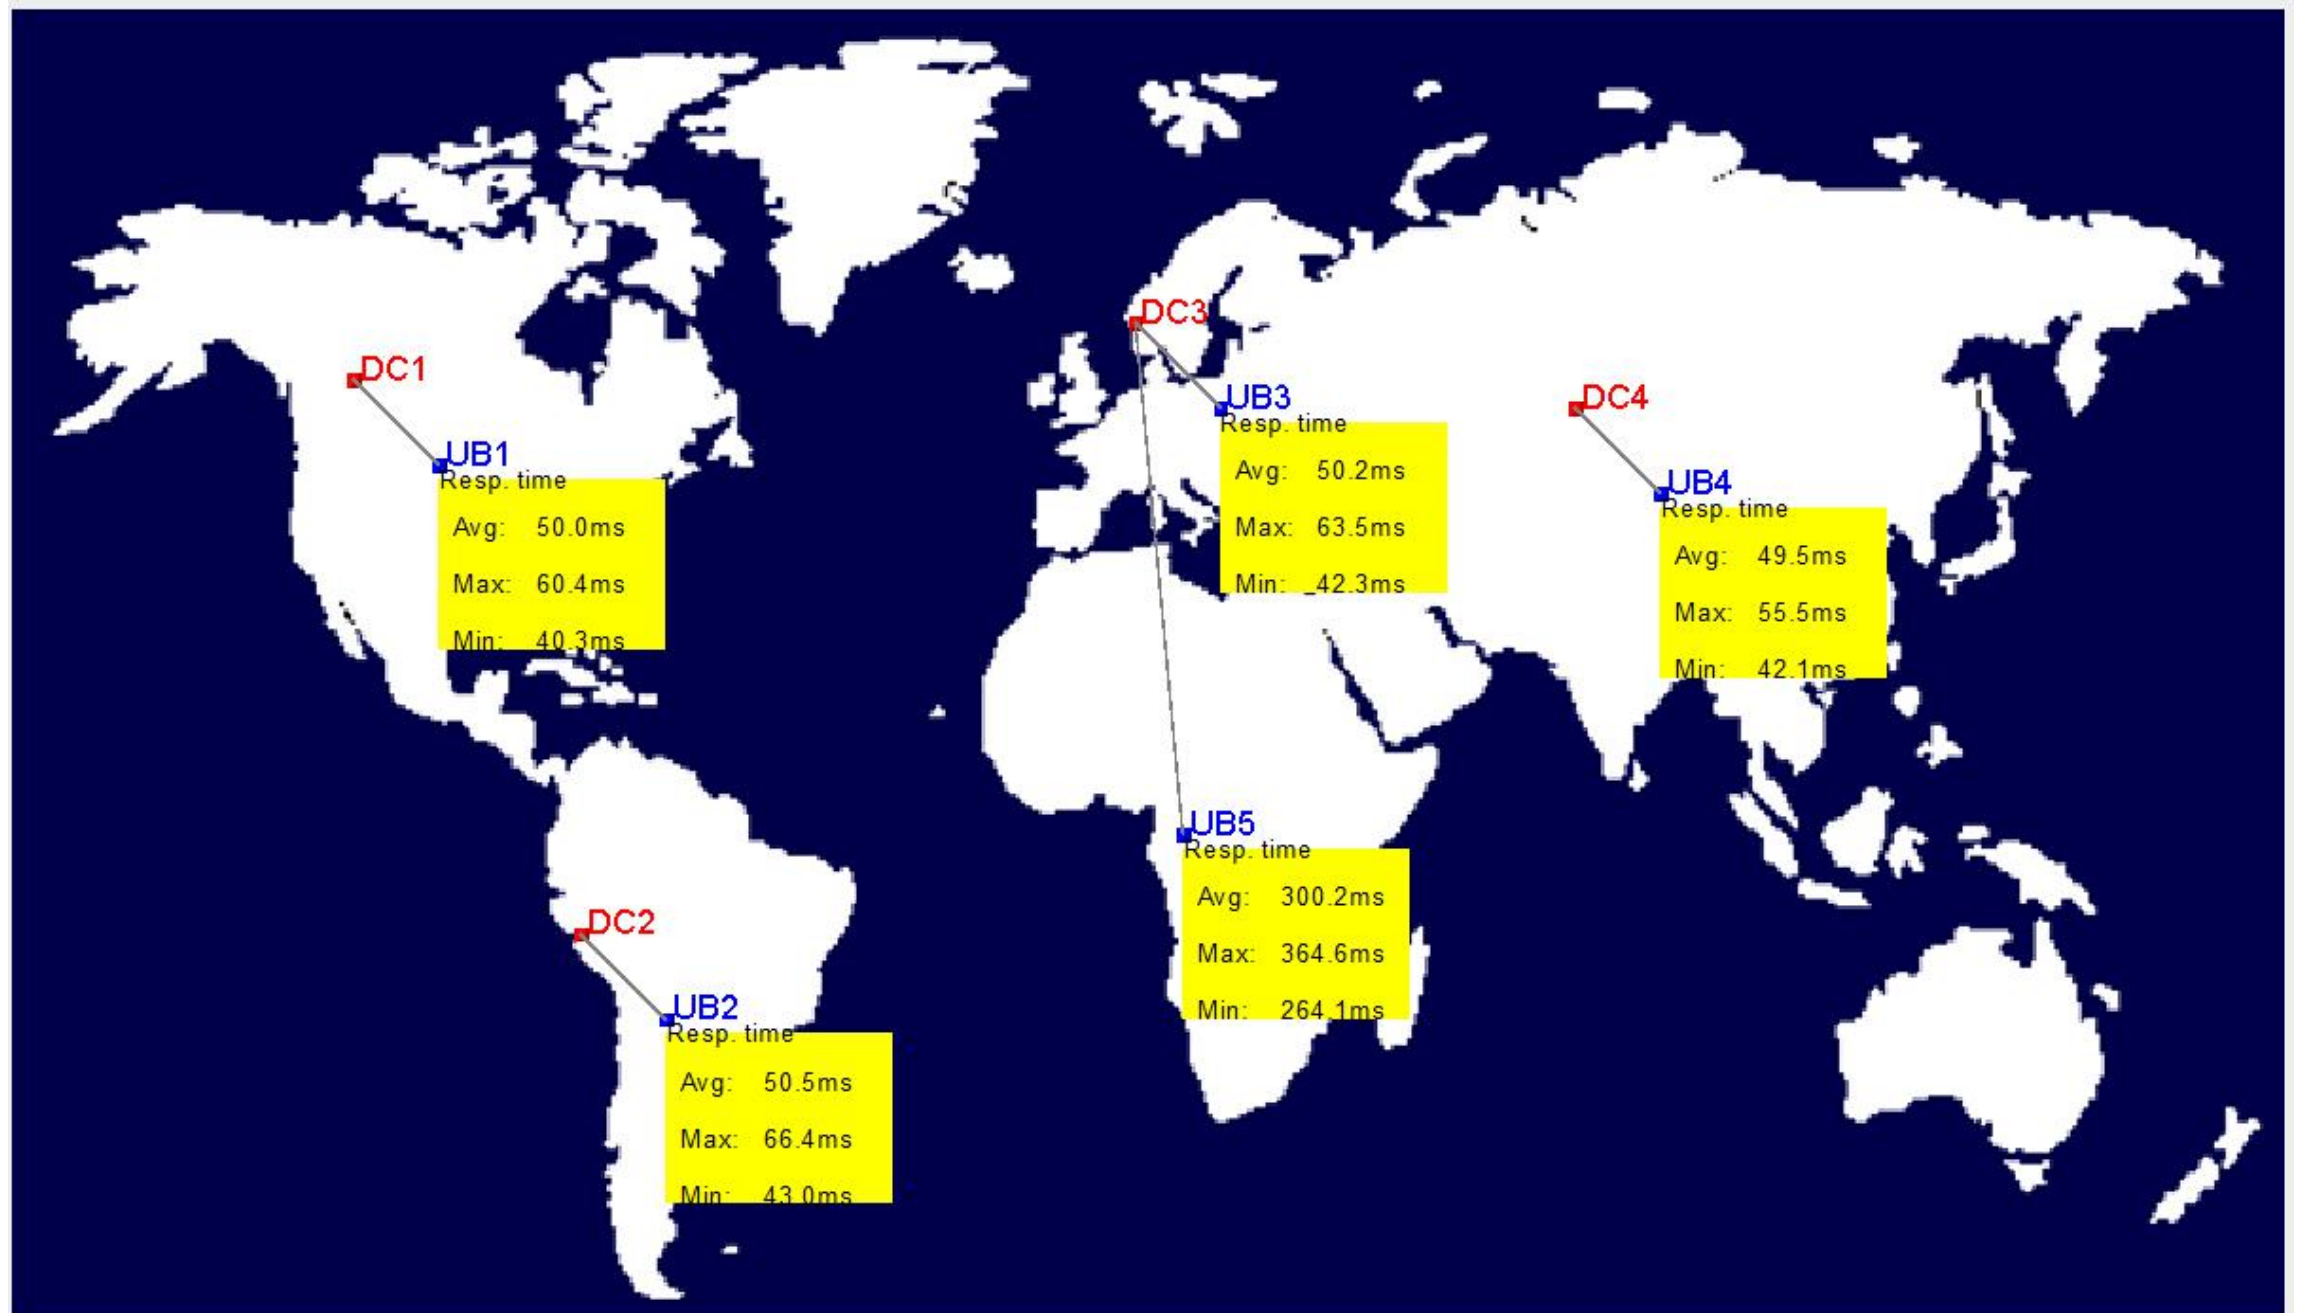 DC3
DC1
UB3
Resp. time
Avg: 50.2ms
Max: 63.5ms
Min: 42.3ms
DC4
UB1
Resp. time
Avg: 50.0ms
Max: 60.4ms
Min: 40.3ms
UB4
Resp. time
Avg: 49.5ms
Max: 55.5ms
Min: 42.1ms
UB5
Resp. time
Avg: 300.2ms
Max: 364.6ms
Min: 264.1ms
DC2
UB2
Resp. time
Avg: 50.5ms
Max: 66.4ms
Min: 43.0ms